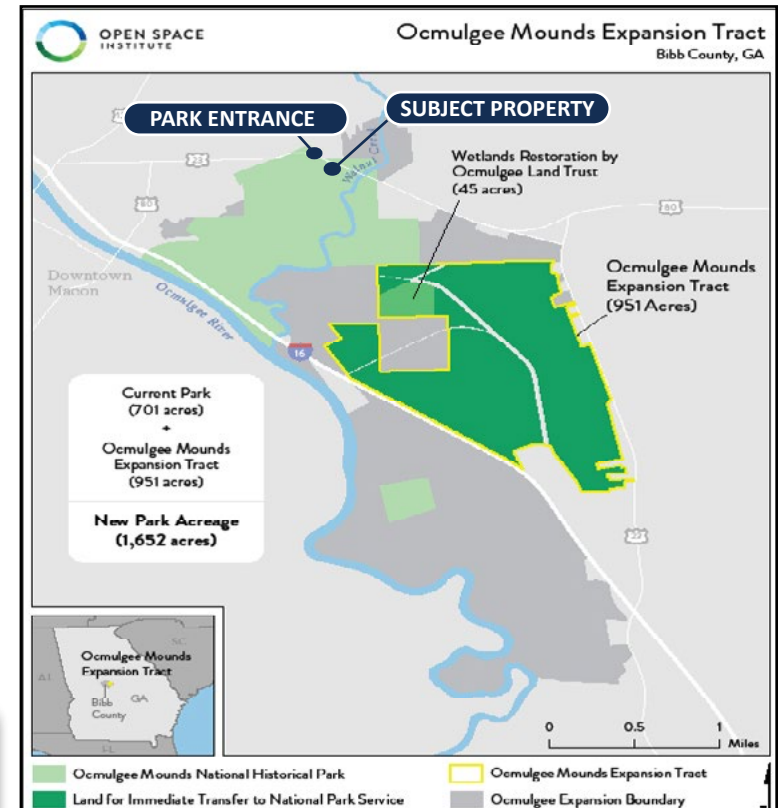 OPEN SPACE
INSTITUTE
Ocmulgee Mounds Expansion Tract
Bibb County, GA
PARK ENTRANCE
SUBJECT PROPERTY
22
Walnut Creek
Wetlands Restoration by
Ocmulgee Land Trust
(45 acres)
80
80
Downtown
Macon
Ocmulgee River
Ocmulgee Mounds
Expansion Tract
(951 Acres)
16
Current Park
(701 acres)
+
Ocmulgee Mounds
Expansion Tract
(951 acres)
New Park Acreage
(1,652 acres)
22
Ocmulgee Mounds
Expansion Tract
Bibb
County
GA
SC
AL
FL
0 0.5 1
Miles
Ocmulgee Mounds National Historical Park
Ocmulgee Mounds Expansion Tract
Land for Immediate Transfer to National Park Service
Ocmulgee Expansion Boundary